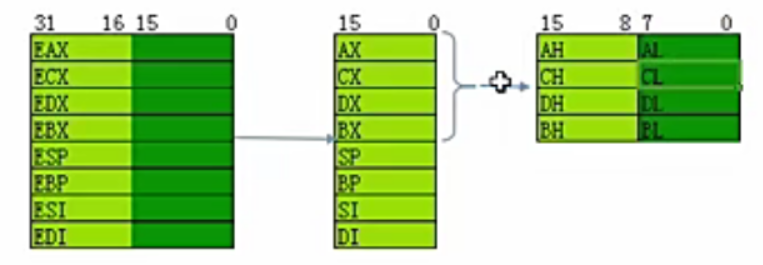 31 16 15 0 15 0 15 8 7 0
EAX AX AH AL
ECX CX CH CL
EDX DX DH DL
EBX BX BH BL
ESP SP
EBP BP
ESI SI
EDI DI